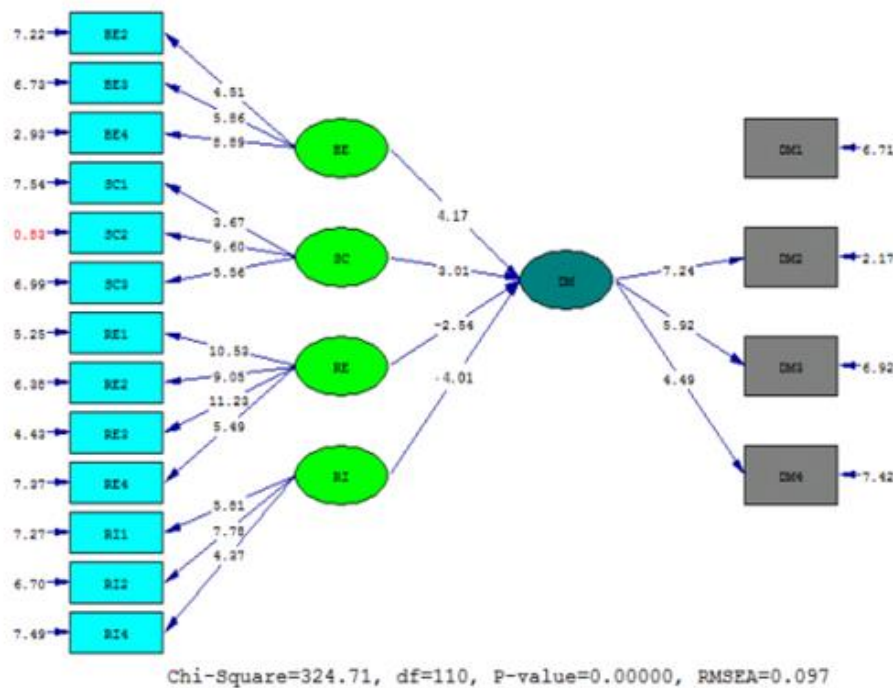 7.22 BE2
6.73 BE3
2.93 BE4
7.54 SC1
0.53 SC2
6.99 SC3
5.25 RE1
6.38 RE2
4.43 RE3
7.37 RE4
7.27 RI1
6.70 RI2
7.49 RI4
4.51
5.86
3.67
9.60
5.56
10.53
9.05
11.23
5.49
7.78
4.37
BE
SC
RE
RI
4.17
3.01
-2.54
-4.01
DM
7.24
5.92
4.49
DM1 6.71
DM2 2.17
DM3 6.92
DM4 7.42
Chi-Square=324.71, df=110, P-value=0.00000, RMSEA=0.097